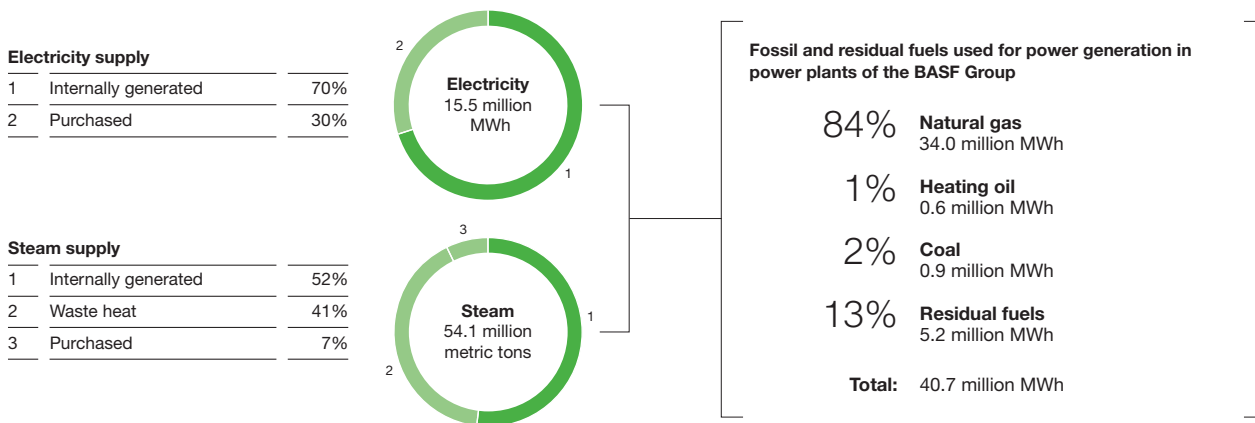 Electricity supply
1 Internally generated 70%
2 Purchased 30%
2
Electricity
15.5 million
MWh
1
Steam supply
1 Internally generated 52%
2 Waste heat 41%
3 Purchased 7%
3
Steam
54.1 million
metric tons
1
2
Fossil and residual fuels used for power generation in
power plants of the BASF Group
84% Natural gas
34.0 million MWh
1% Heating oil
0.6 million MWh
2% Coal
0.9 million MWh
13% Residual fuels
5.2 million MWh
Total: 40.7 million MWh